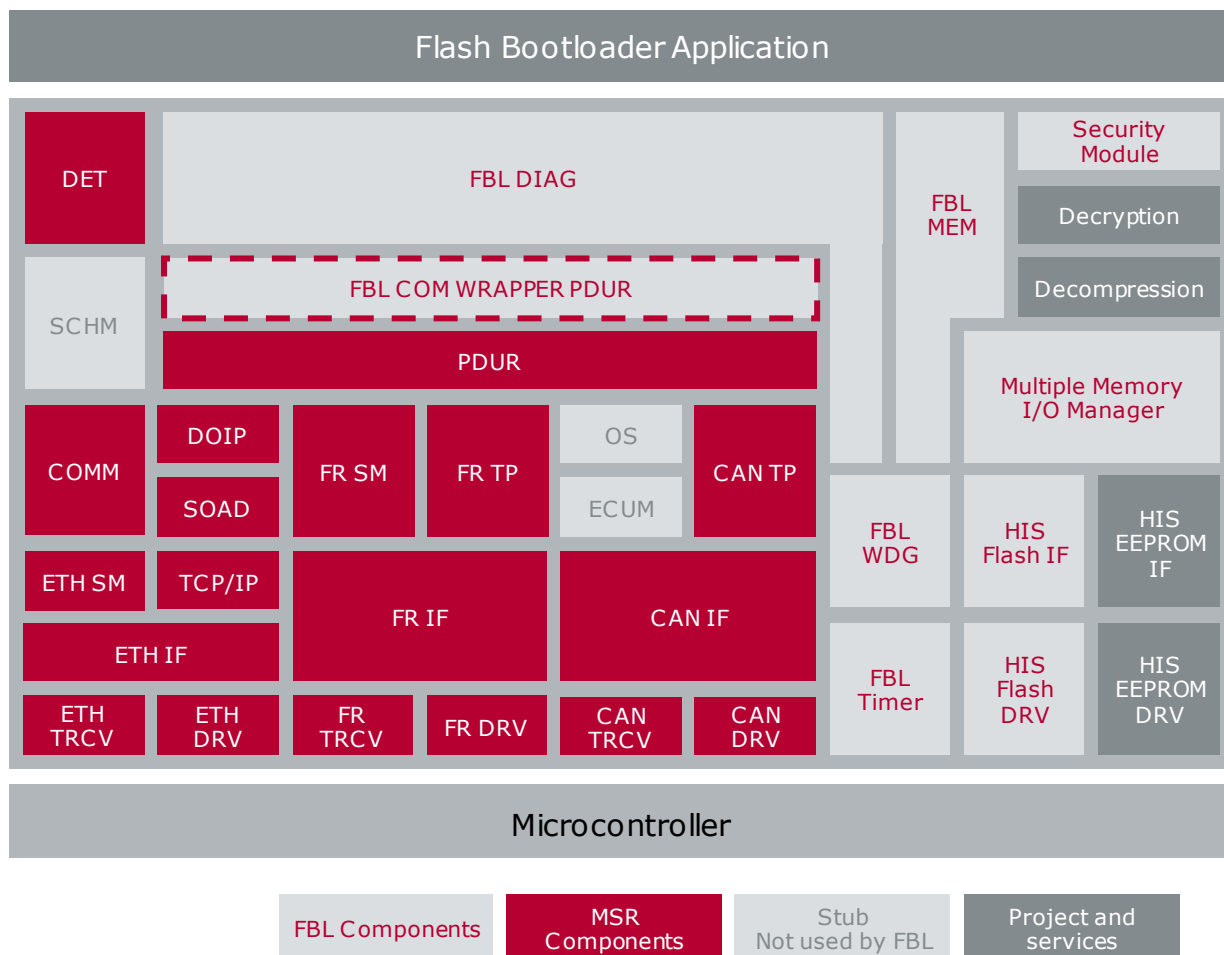 Flash Bootloader Application
DET
FBL DIAG
FBL
MEM
Security
Module
Decryption
Decompression
SCHM
FBL COM WRAPPER PDUR
PDUR
Multiple Memory
I/O Manager
COMM
DOIP
SOAD
FR SM
FR TP
OS
ECUM
CAN TP
FBL
WDG
HIS
Flash IF
HIS
EEPROM
IF
ETH SM
TCP/IP
FR IF
CAN IF
ETH IF
FBL
Timer
HIS
Flash
DRV
HIS
EEPROM
DRV
ETH
TRCV
ETH
DRV
FR
TRCV
FR DRV
CAN
TRCV
CAN
DRV
Microcontroller
FBL Components
MSR
Components
Stub
Not used by FBL
Project and
services